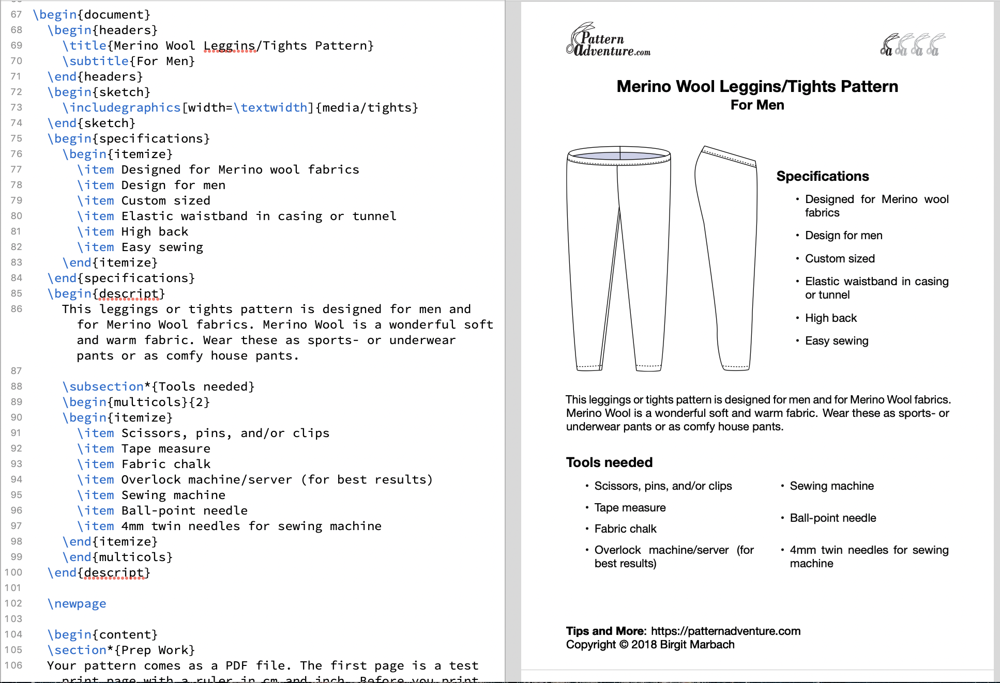 67 \begin{document}
68 \begin{headers}
69 \title{Merino Wool Leggins/Tights Pattern}
70 \subtitle{For Men}
71 \end{headers}
72 \begin{sketch}
73 \includegraphics[width=\textwidth]{media/tights}
74 \end{sketch}
75 \begin{specifications}
76 \begin{itemize}
77 \item Designed for Merino wool fabrics
78 \item Design for men
79 \item Custom sized
80 \item Elastic waistband in casing or tunnel
81 \item High back
82 \item Easy sewing
83 \end{itemize}
84 \end{specifications}
85 \begin{descript}
86 This leggings or tights pattern is designed for men and
for Merino Wool fabrics. Merino Wool is a wonderful soft
and warm fabric. Wear these as sports- or underwear
pants or as comfy house pants.
87
88 \subsection*{Tools needed}
89 \begin{multicols}{2}
90 \begin{itemize}
91 \item Scissors, pins, and/or clips
92 \item Tape measure
93 \item Fabric chalk
94 \item Overlock machine/server (for best results)
95 \item Sewing machine
96 \item Ball-point needle
97 \item 4mm twin needles for sewing machine
98 \end{itemize}
99 \end{multicols}
100 \end{descript}
101
102 \newpage
103
104 \begin{content}
105 \section*{Prep Work}
106 Your pattern comes as a PDF file. The first page is a test
print page with a ruler in cm and inch. Before you print
Pattern
adventure.com
a a a a
Merino Wool Leggins/Tights Pattern
For Men
Specifications
• Designed for Merino wool
fabrics
• Design for men
• Custom sized
• Elastic waistband in casing
or tunnel
• High back
• Easy sewing
This leggings or tights pattern is designed for men and for Merino Wool fabrics.
Merino Wool is a wonderful soft and warm fabric. Wear these as sports- or
underwear pants or as comfy house pants.
Tools needed
• Scissors, pins, and/or clips
• Tape measure
• Fabric chalk
• Overlock machine/server (for
best results)
• Sewing machine
• Ball-point needle
• 4mm twin needles for sewing
machine
Tips and More: https://patternadventure.com
Copyright © 2018 Birgit Marbach